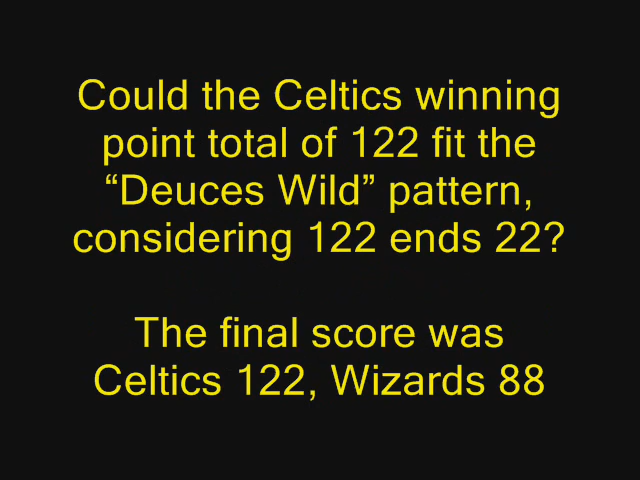 Could the Celtics winning
point total of 122 fit the
“Deuces Wild” pattern,
considering 122 ends 22?
The final score was
Celtics 122, Wizards 88